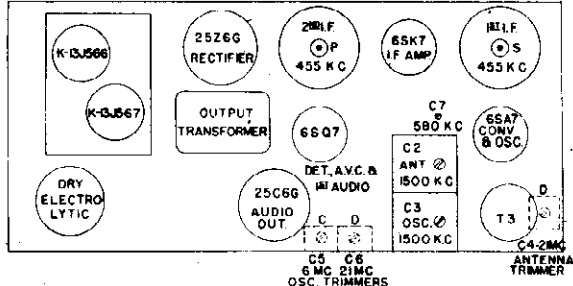 K-13J566
K-13J567
DRY
ELECTRO
LYTIC
25Z6G
RECTIFIER
OUTPUT
TRANSFORMER
25C6G
AUDIO
OUT.
2ND I.F.
P
455 KC
6SQ7
DET., A.V.C. &
1ST AUDIO
C D
C5 C6
6 MC 21MC
OSC. TRIMMERS
6SK7
I.F. AMP.
C7
580 KC
C2
ANT.
1500 KC
C3
OSC.
1500 KC
1ST I.F.
S
455 KC
6SA7
CONV.
& OSC.
T3
D
C4-21MC
ANTENNA
TRIMMER